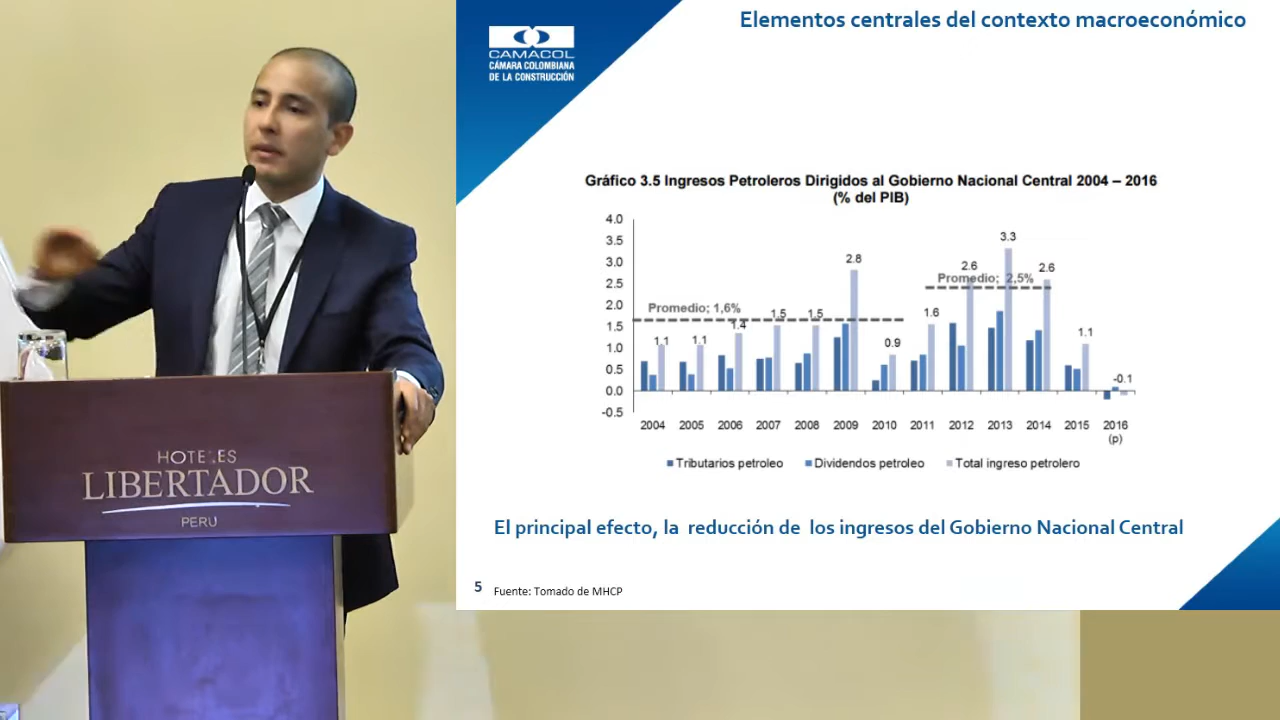 Elementos centrales del contexto macroeconómico
CAMACOL
CÁMARA COLOMBIANA
DE LA CONSTRUCCIÓN
Gráfico 3.5 Ingresos Petroleros Dirigidos al Gobierno Nacional Central 2004 – 2016
(% del PIB)
4.0
3.5
3.0
2.5
2.0
1.5
1.0
0.5
0.0
-0.5
Promedio; 1,6%
Promedio; 2,5%
1.1
1.1
1.4
1.5
1.5
2.8
0.9
1.6
2.6
3.3
2.6
1.1
-0.1
2004 2005 2006 2007 2008 2009 2010 2011 2012 2013 2014 2015 2016
(p)
Tributarios petroleo Dividendos petroleo Total ingreso petrolero
El principal efecto, la reducción de los ingresos del Gobierno Nacional Central
5 Fuente: Tomado de MHCP
HOTELES
LIBERTADOR
PERU